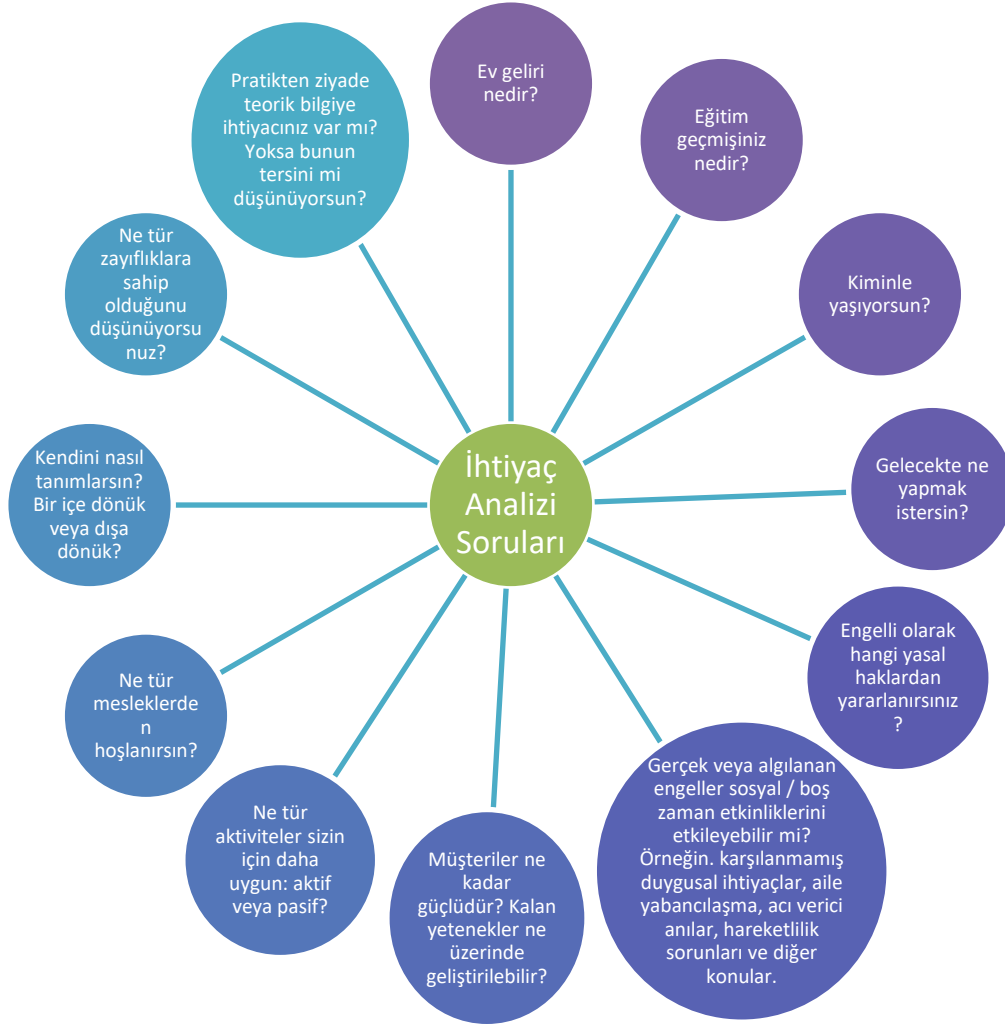 İhtiyaç
Analizi
Soruları
Ev geliri
nedir?
Eğitim
geçmişiniz
nedir?
Kiminle
yaşıyorsun?
Gelecekte ne
yapmak
istersin?
Engelli olarak
hangi yasal
haklardan
yararlanırsınız
?
Gerçek veya algılanan
engeller sosyal / boş
zaman etkinliklerini
etkileyebilir mi?
Örneğin. karşılanmamış
duygusal ihtiyaçlar, aile
yabancılaşma, acı verici
anılar, hareketlilik
sorunları ve diğer
konular.
Müşteriler ne
kadar
güçlüdür? Kalan
yetenekler ne
üzerinde
geliştirilebilir?
Ne tür
aktiviteler sizin
için daha
uygun: aktif
veya pasif?
Ne tür
mesleklerde
n
hoşlanırsın?
Kendini nasıl
tanımlarsın?
Bir içe dönük
veya dışa
dönük?
Ne tür
zayıflıklara
sahip
olduğunu
düşünüyorsu
nuz?
Pratikten ziyade
teorik bilgiye
ihtiyacınız var mı?
Yoksa bunun
tersini mi
düşünüyorsun?